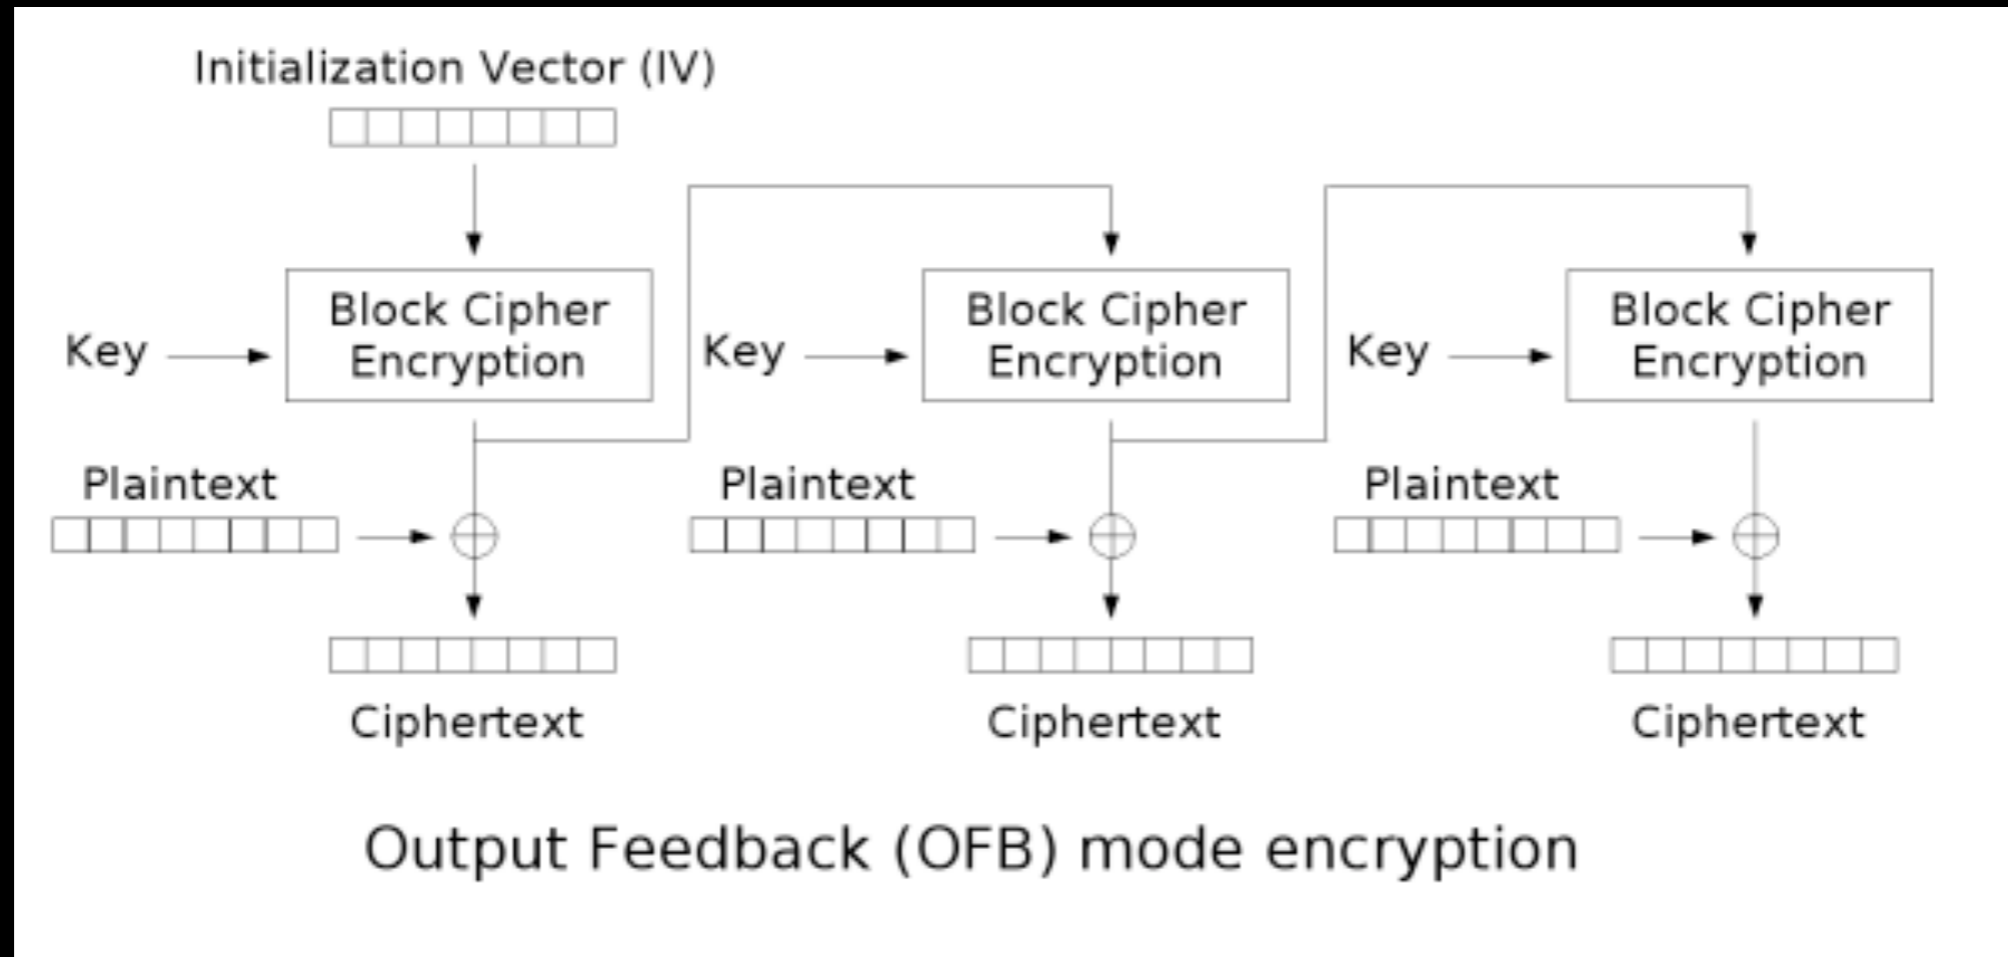 Initialization Vector (IV)
Block Cipher
Encryption
Block Cipher
Encryption
Block Cipher
Encryption
Key
Key
Key
Plaintext
Plaintext
Plaintext
Ciphertext
Ciphertext
Ciphertext
Output Feedback (OFB) mode encryption